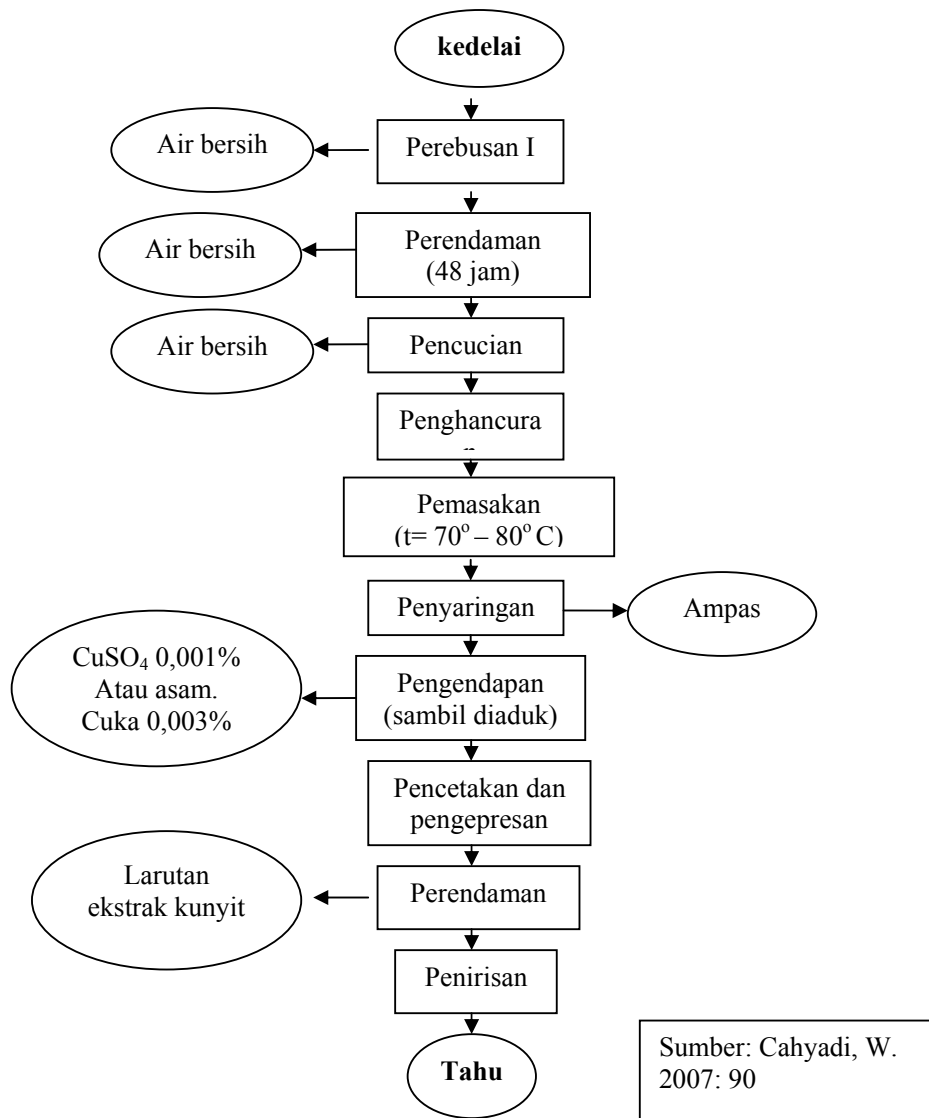 kedelai
Air bersih
Perebusan I
Air bersih
Perendaman
(48 jam)
Air bersih
Pencucian
Penghancura
Pemasakan
(t= 70° – 80° C)
Penyaringan
Ampas
CuSO₄ 0,001%
Atau asam.
Cuka 0,003%
Pengendapan
(sambil diaduk)
Pencetakan dan
pengepresan
Larutan
ekstrak kunyit
Perendaman
Penirisan
Tahu
Sumber: Cahyadi, W.
2007: 90